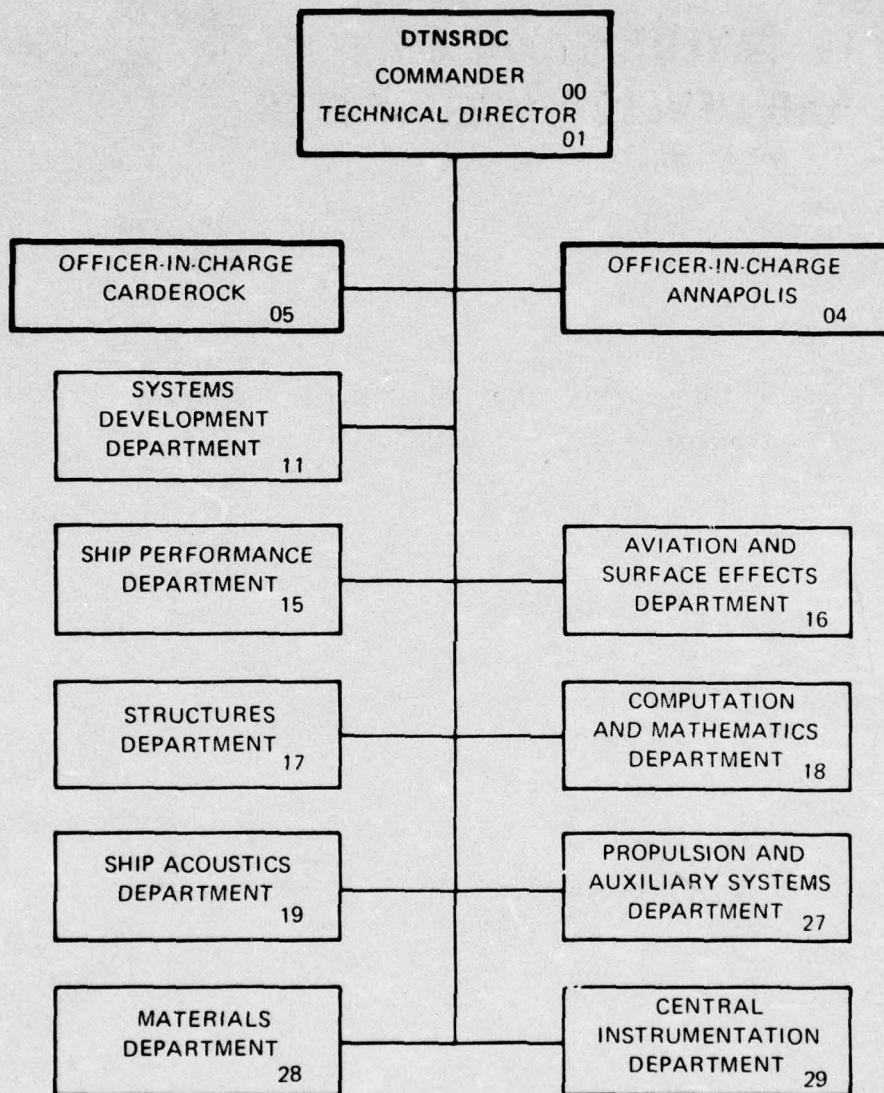 DTNSRDC
COMMANDER
00
TECHNICAL DIRECTOR
01
OFFICER-IN-CHARGE
CARDEROCK
05
OFFICER-IN-CHARGE
ANNAPOLIS
04
SYSTEMS
DEVELOPMENT
DEPARTMENT
11
SHIP PERFORMANCE
DEPARTMENT
15
AVIATION AND
SURFACE EFFECTS
DEPARTMENT
16
STRUCTURES
DEPARTMENT
17
COMPUTATION
AND MATHEMATICS
DEPARTMENT
18
SHIP ACOUSTICS
DEPARTMENT
19
PROPULSION AND
AUXILIARY SYSTEMS
DEPARTMENT
27
MATERIALS
DEPARTMENT
28
CENTRAL
INSTRUMENTATION
DEPARTMENT
29